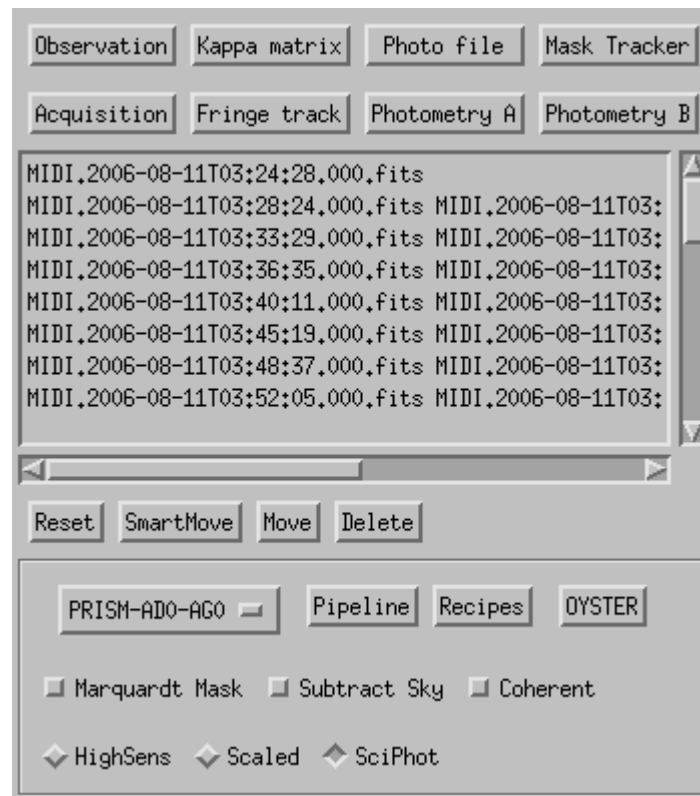 Observation Kappa matrix Photo file Mask Tracker
Acquisition Fringe track Photometry A Photometry B
MIDI.2006-08-11T03:24:28.000.fits
MIDI.2006-08-11T03:28:24.000.fits MIDI.2006-08-11T03:
MIDI.2006-08-11T03:33:29.000.fits MIDI.2006-08-11T03:
MIDI.2006-08-11T03:36:35.000.fits MIDI.2006-08-11T03:
MIDI.2006-08-11T03:40:11.000.fits MIDI.2006-08-11T03:
MIDI.2006-08-11T03:45:19.000.fits MIDI.2006-08-11T03:
MIDI.2006-08-11T03:48:37.000.fits MIDI.2006-08-11T03:
MIDI.2006-08-11T03:52:05.000.fits MIDI.2006-08-11T03:
Reset SmartMove Move Delete
PRISM-ADO-AGO Pipeline Recipes OYSTER
Marquardt Mask Subtract Sky Coherent
HighSens Scaled SciPhot